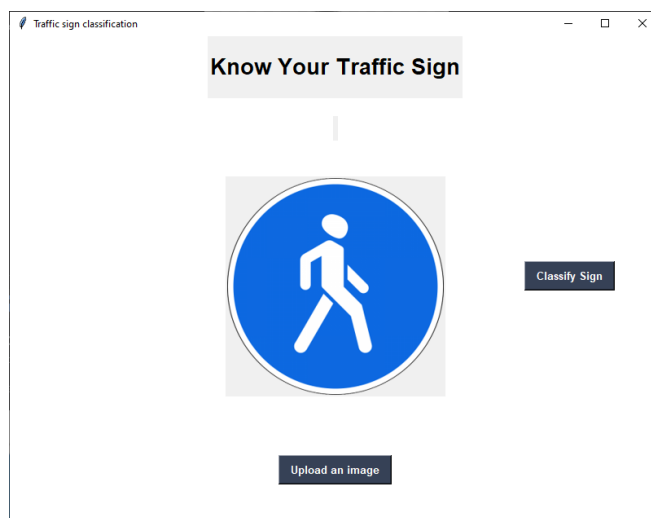 Traffic sign classification
Know Your Traffic Sign
Classify Sign
Upload an image